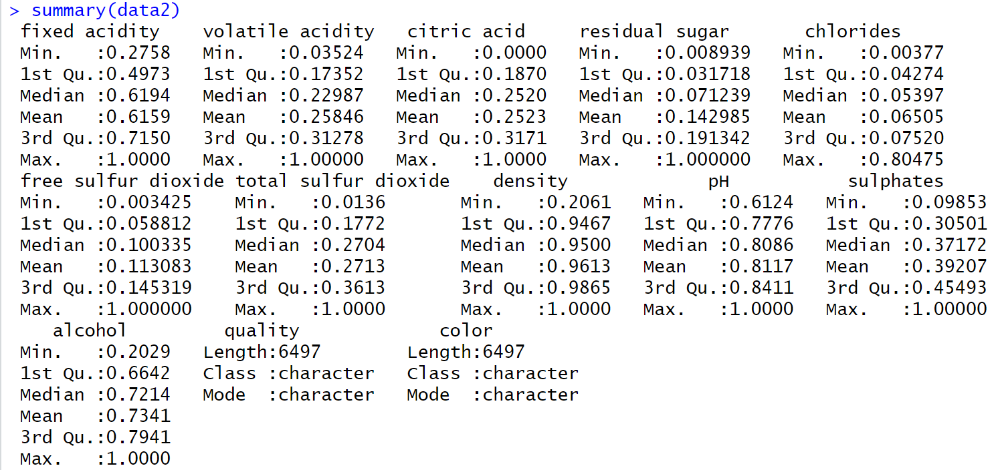 > summary(data2)
fixed acidity    volatile acidity   citric acid     residual sugar       chlorides
Min.   :0.2758   Min.   :0.03524   Min.   :0.0000   Min.   :0.008939   Min.   :0.00377
1st Qu.:0.4973   1st Qu.:0.17352   1st Qu.:0.1870   1st Qu.:0.031718   1st Qu.:0.04274
Median :0.6194   Median :0.22987   Median :0.2520   Median :0.071239   Median :0.05397
Mean   :0.6159   Mean   :0.25846   Mean   :0.2523   Mean   :0.142985   Mean   :0.06505
3rd Qu.:0.7150   3rd Qu.:0.31278   3rd Qu.:0.3171   3rd Qu.:0.191342   3rd Qu.:0.07520
Max.   :1.0000   Max.   :1.00000   Max.   :1.0000   Max.   :1.000000   Max.   :0.80475
free sulfur dioxide total sulfur dioxide    density             pH           sulphates
Min.   :0.003425    Min.   :0.0136       Min.   :0.2061   Min.   :0.6124   Min.   :0.09853
1st Qu.:0.058812    1st Qu.:0.1772       1st Qu.:0.9467   1st Qu.:0.7776   1st Qu.:0.30501
Median :0.100335    Median :0.2704       Median :0.9500   Median :0.8086   Median :0.37172
Mean   :0.113083    Mean   :0.2713       Mean   :0.9613   Mean   :0.8117   Mean   :0.39207
3rd Qu.:0.145319    3rd Qu.:0.3613       3rd Qu.:0.9865   3rd Qu.:0.8411   3rd Qu.:0.45493
Max.   :1.000000    Max.   :1.0000       Max.   :1.0000   Max.   :1.0000   Max.   :1.00000
alcohol         quality            color
Min.   :0.2029   Length:6497        Length:6497
1st Qu.:0.6642   Class :character   Class :character
Median :0.7214   Mode  :character   Mode  :character
Mean   :0.7341
3rd Qu.:0.7941
Max.   :1.0000